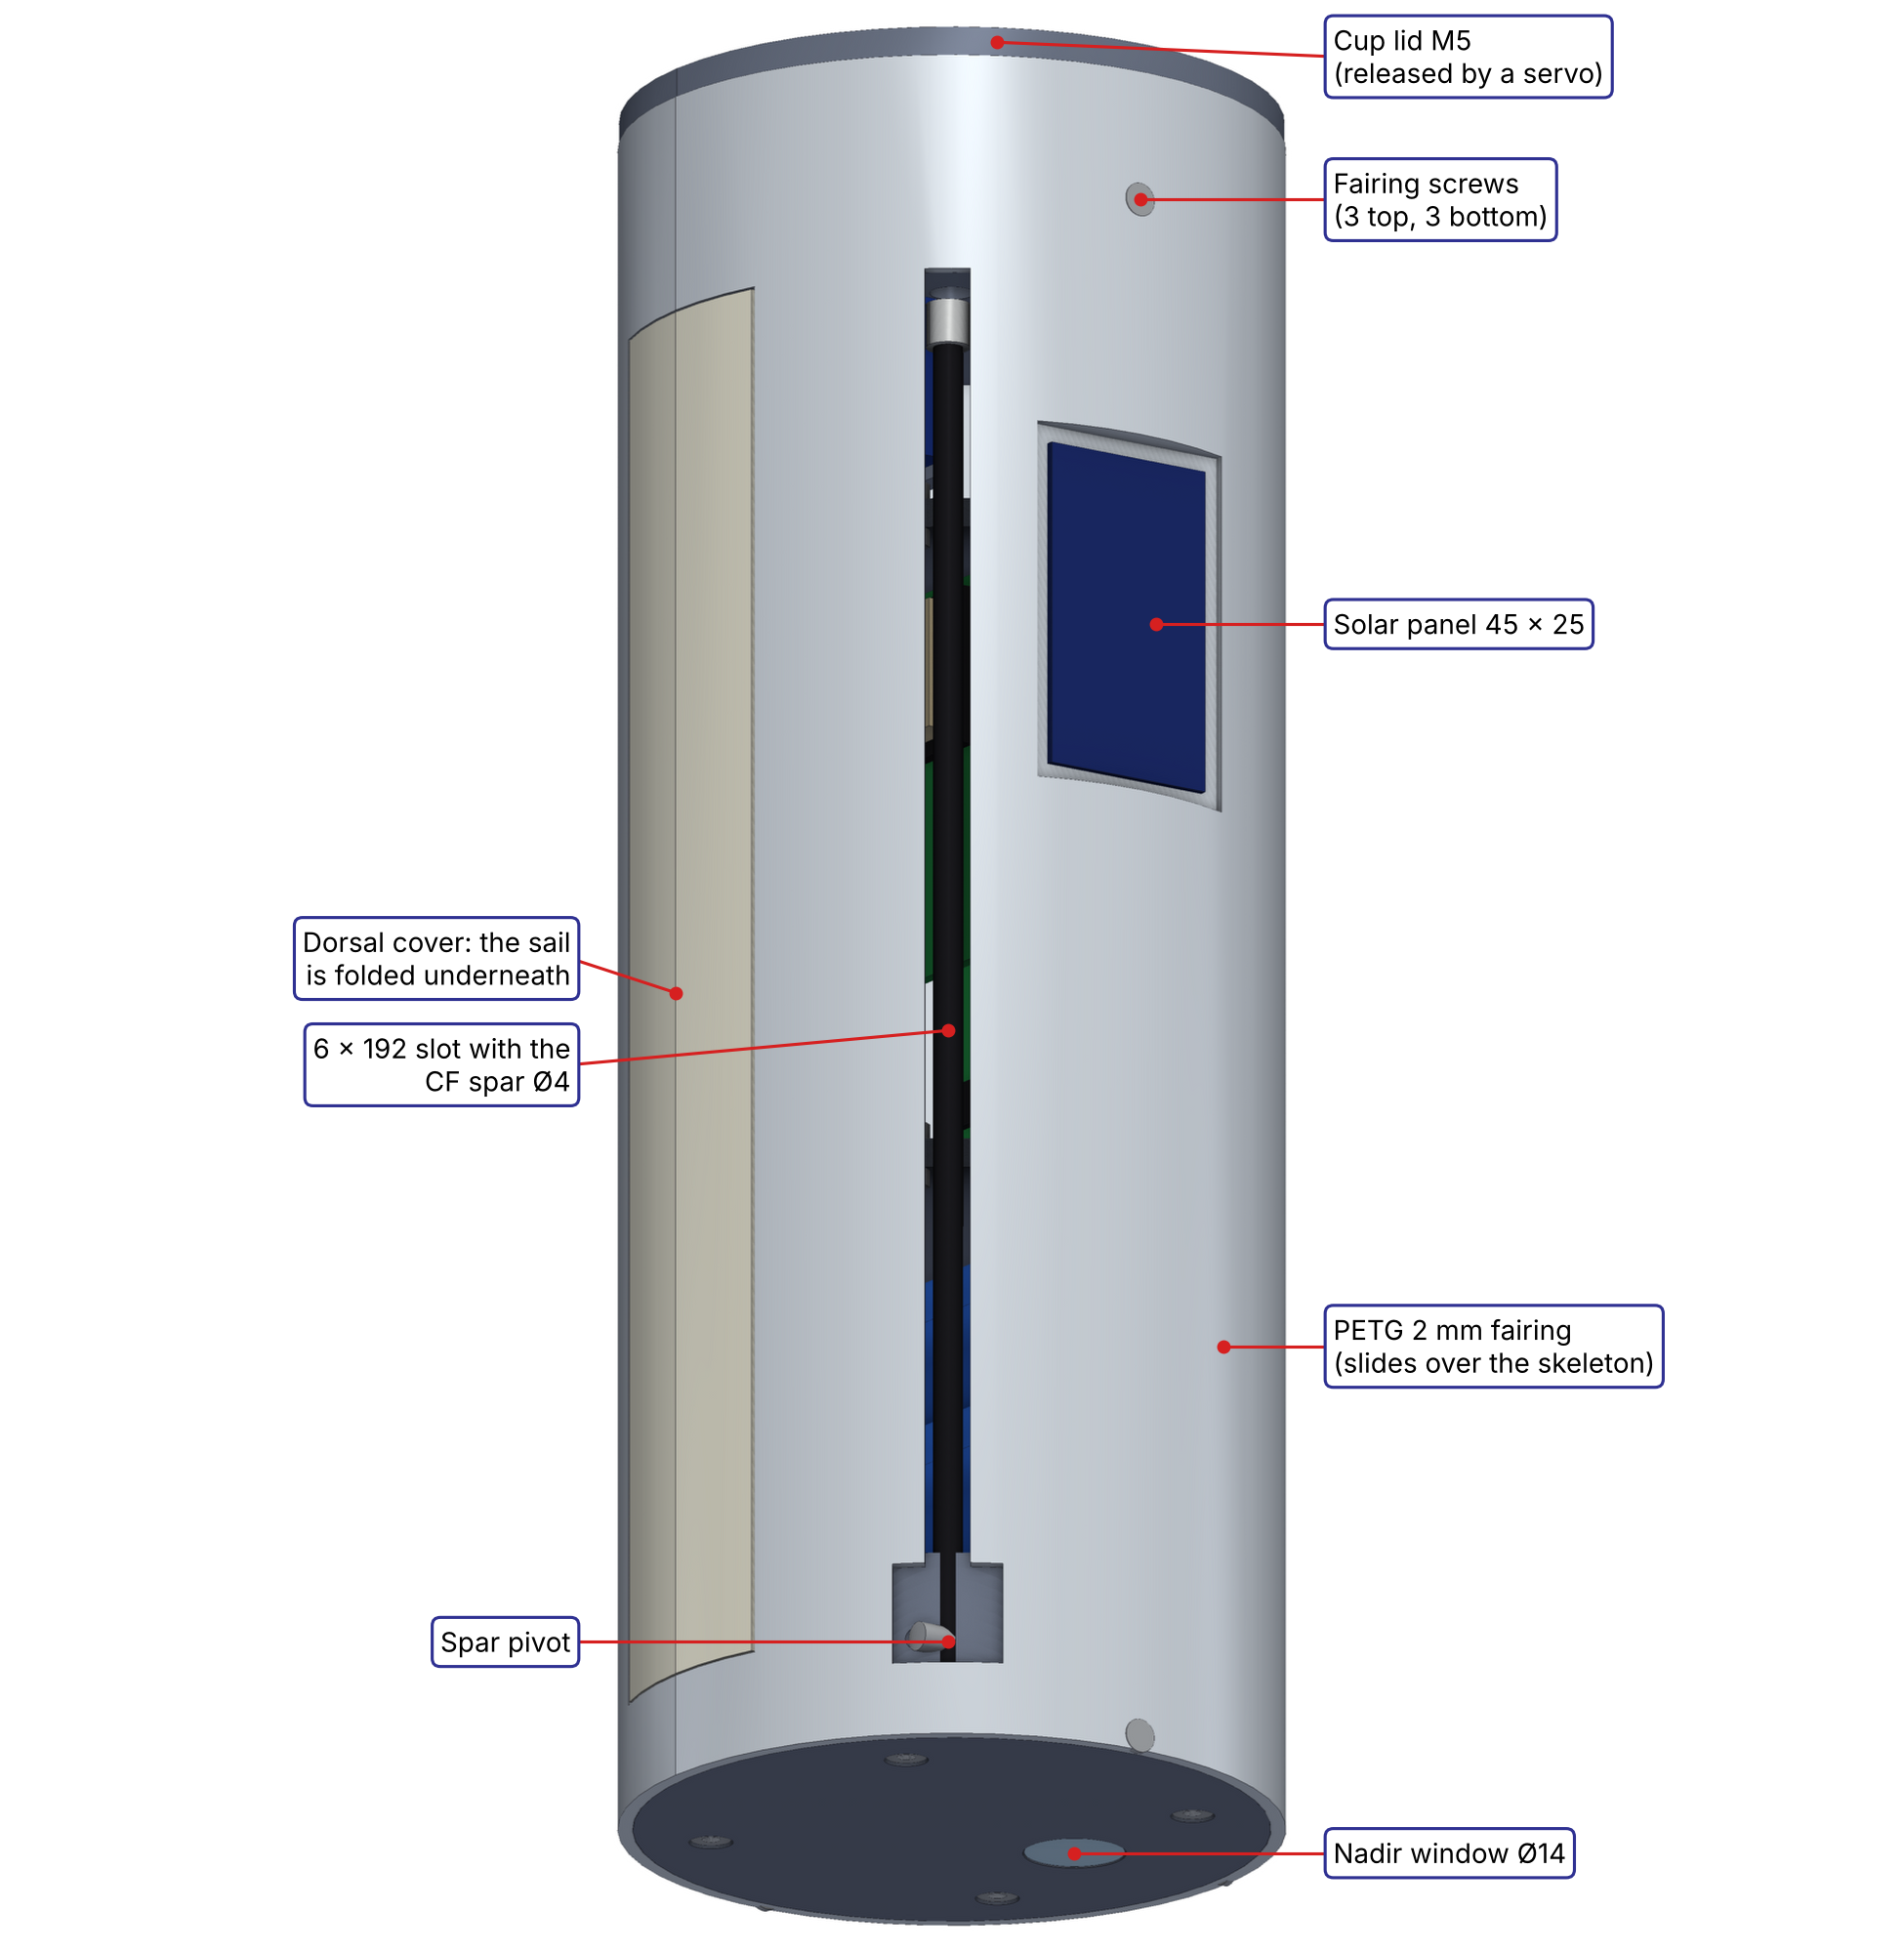 Cup lid M5
(released by a servo)
Fairing screws
(3 top, 3 bottom)
Solar panel 45 × 25
Dorsal cover: the sail
is folded underneath
6 × 192 slot with the
CF spar Ø4
PETG 2 mm fairing
(slides over the skeleton)
Spar pivot
Nadir window Ø14